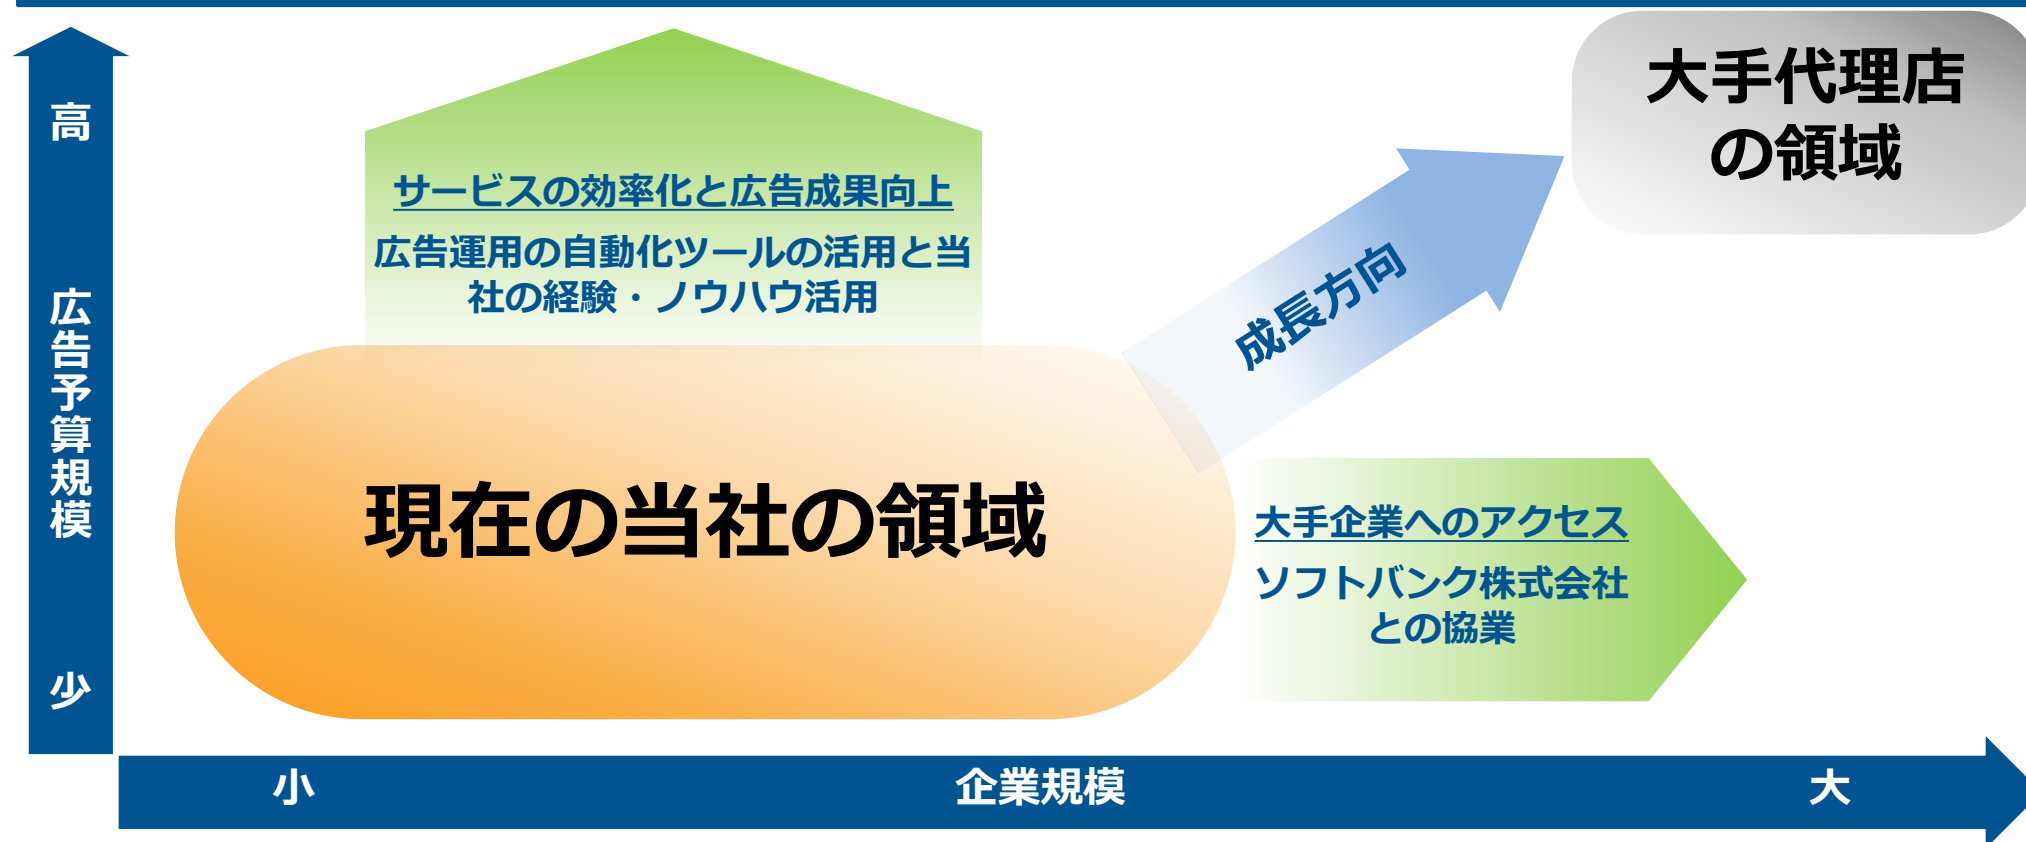 高
広告予算規模
少
サービスの効率化と広告成果向上
広告運用の自動化ツールの活用と当
社の経験・ノウハウ活用
成長方向
大手代理店
の領域
現在の当社の領域
大手企業へのアクセス
ソフトバンク株式会社
との協業
小
企業規模
大